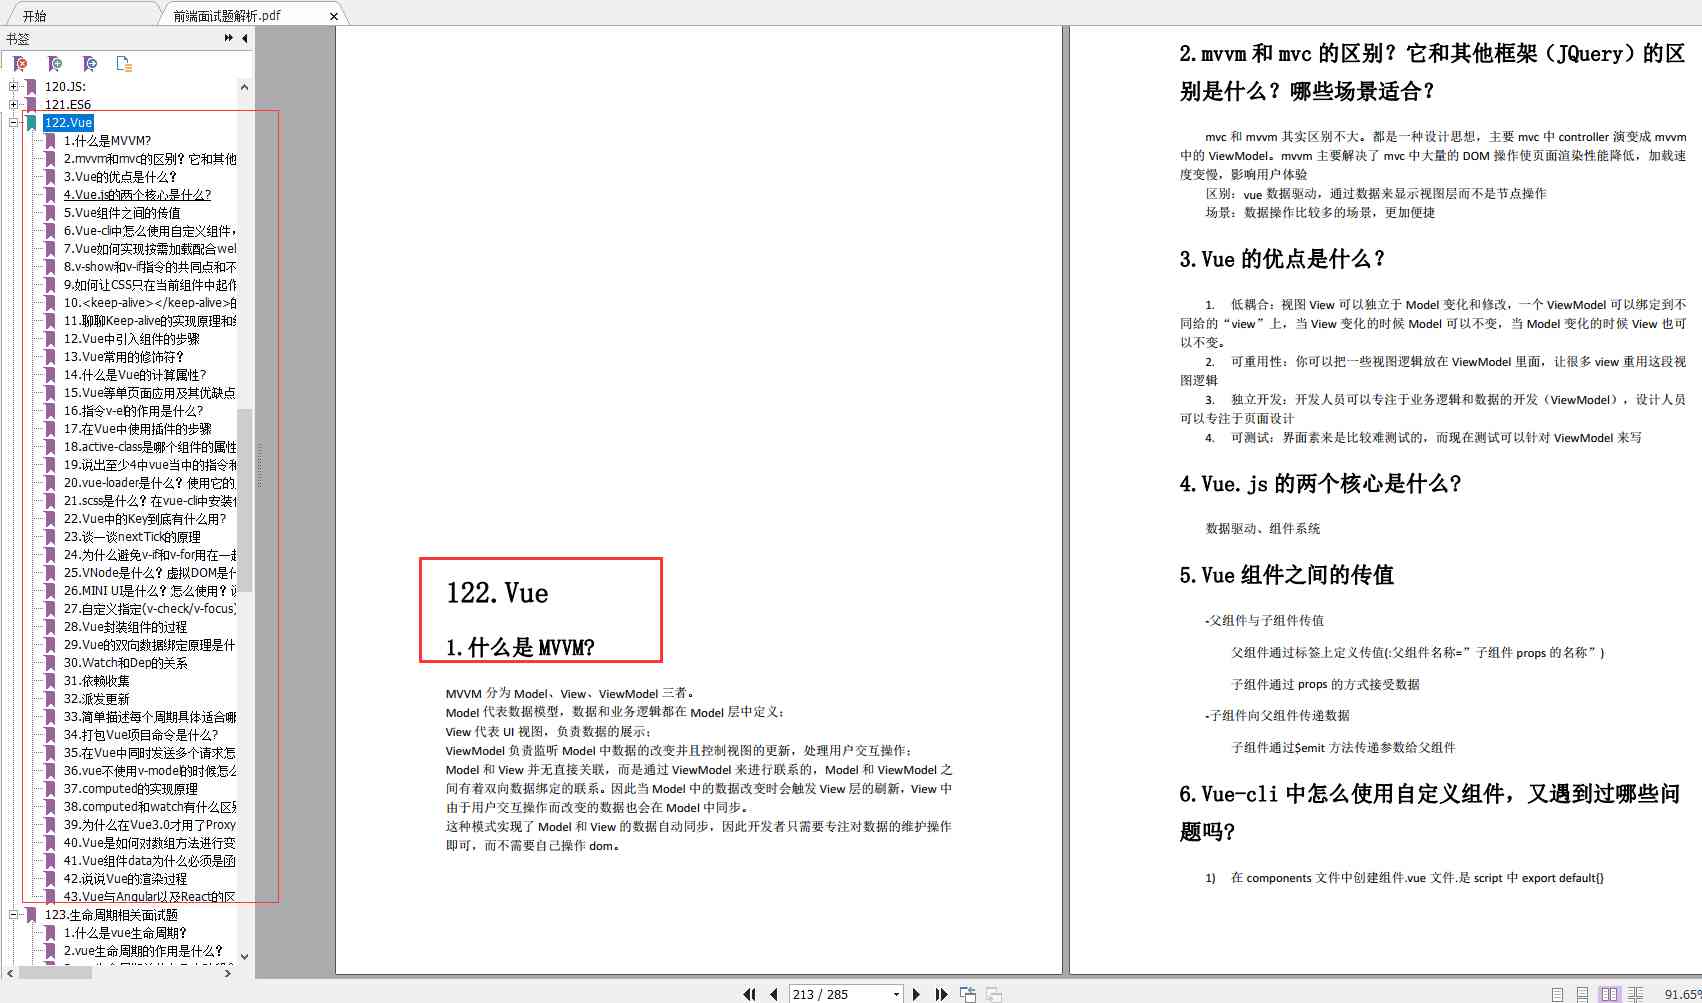 开始
前端面试题解析.pdf
书签
120.JS:
121.ES6
122.Vue
1.什么是MVVM?
2.mvvm和mvc的区别？它和其他
3.Vue的优点是什么？
4.Vue.js的两个核心是什么?
5.Vue组件之间的传值
6.Vue-cli中怎么使用自定义组件，
7.Vue如何实现按需加载配合wel
8.v-show和v-if指令的共同点和不
9.如何让CSS只在当前组件中起作
10.<keep-alive></keep-alive>的
11.聊聊Keep-alive的实现原理和
12.Vue中引入组件的步骤
13.Vue常用的修饰符？
14.什么是Vue的计算属性？
15.Vue等单页面应用及其优缺点
16.指令v-el的作用是什么?
17.在Vue中使用插件的步骤
18.active-class是哪个组件的属性
19.说出至少4中vue当中的指令和
20.vue-loader是什么？使用它的
21.scss是什么？在vue-cli中安装
22.Vue中的Key到底有什么用?
23.谈一谈nextTick的原理
24.为什么避免v-if和v-for用在一起
25.VNode是什么？虚拟DOM是什
26.MINI UI是什么？怎么使用？
27.自定义指定(v-check/v-focus)
28.Vue封装组件的过程
29.Vue的双向数据绑定原理是什
30.Watch和Dep的关系
31.依赖收集
32.派发更新
33.简单描述每个周期具体适合哪
34.打包Vue项目命令是什么?
35.在Vue中同时发送多个请求怎
36.vue不使用v-model的时候怎么
37.computed的实现原理
38.computed和watch有什么区别
39.为什么在Vue3.0才用了Proxy
40.Vue是如何对数组方法进行变
41.Vue组件data为什么必须是函
42.说说Vue的渲染过程
43.Vue与Angular以及React的区
123.生命周期相关面试题
1.什么是vue生命周期？
2.vue生命周期的作用是什么？
122.Vue
1.什么是 MVVM?
MVVM 分为 Model、View、ViewModel 三者。
Model 代表数据模型，数据和业务逻辑都在 Model 层中定义；
View 代表 UI 视图，负责数据的展示；
ViewModel 负责监听 Model 中数据的改变并且控制视图的更新，处理用户交互操作；
Model 和 View 并无直接关联，而是通过 ViewModel 来进行联系的，Model 和 ViewModel 之
间有着双向数据绑定的联系。因此当 Model 中的数据改变时会触发 View 层的刷新，View 中
由于用户交互操作而改变的数据也会在 Model 中同步。
这种模式实现了 Model 和 View 的数据自动同步，因此开发者只需要专注对数据的维护操作
即可，而不需要自己操作 dom。
2.mvvm 和 mvc 的区别？它和其他框架（JQuery）的区
别是什么？哪些场景适合？
mvc 和 mvvm 其实区别不大。都是一种设计思想，主要 mvc 中 controller 演变成 mvvm
中的 ViewModel。mvvm 主要解决了 mvc 中大量的 DOM 操作使页面渲染性能降低，加载速
度变慢，影响用户体验
区别：vue 数据驱动，通过数据来显示视图层而不是节点操作
场景：数据操作比较多的场景，更加便捷
3.Vue 的优点是什么？
1. 低耦合：视图 View 可以独立于 Model 变化和修改，一个 ViewModel 可以绑定到不
同给的“view”上，当 View 变化的时候 Model 可以不变，当 Model 变化的时候 View 也可
以不变。
2. 可重用性：你可以把一些视图逻辑放在 ViewModel 里面，让很多 view 重用这段视
图逻辑
3. 独立开发：开发人员可以专注于业务逻辑和数据的开发（ViewModel），设计人员
可以专注于页面设计
4. 可测试：界面素来是比较难测试的，而现在测试可以针对 ViewModel 来写
4.Vue.js 的两个核心是什么?
数据驱动、组件系统
5.Vue 组件之间的传值
-父组件与子组件传值
父组件通过标签上定义传值(:父组件名称=”子组件 props 的名称”)
子组件通过 props 的方式接受数据
-子组件向父组件传递数据
子组件通过$emit 方法传递参数给父组件
6.Vue-cli 中怎么使用自定义组件，又遇到过哪些问
题吗?
1) 在 components 文件中创建组件.vue 文件.是 script 中 export default{}
213 / 285
91.65%